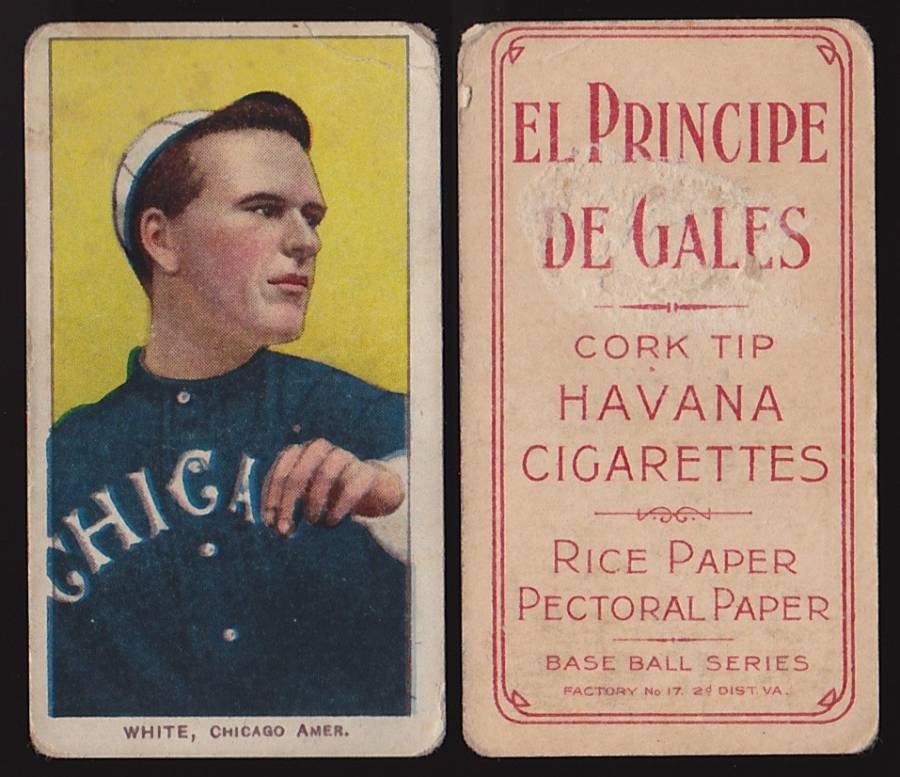 CHICA
WHITE, CHICAGO AMER.
EL PRINCIPE
DE GALES
CORK TIP
HAVANA
CIGARETTES
RICE PAPER
PECTORAL PAPER
BASE BALL SERIES
FACTORY No 17. 2d DIST. VA.